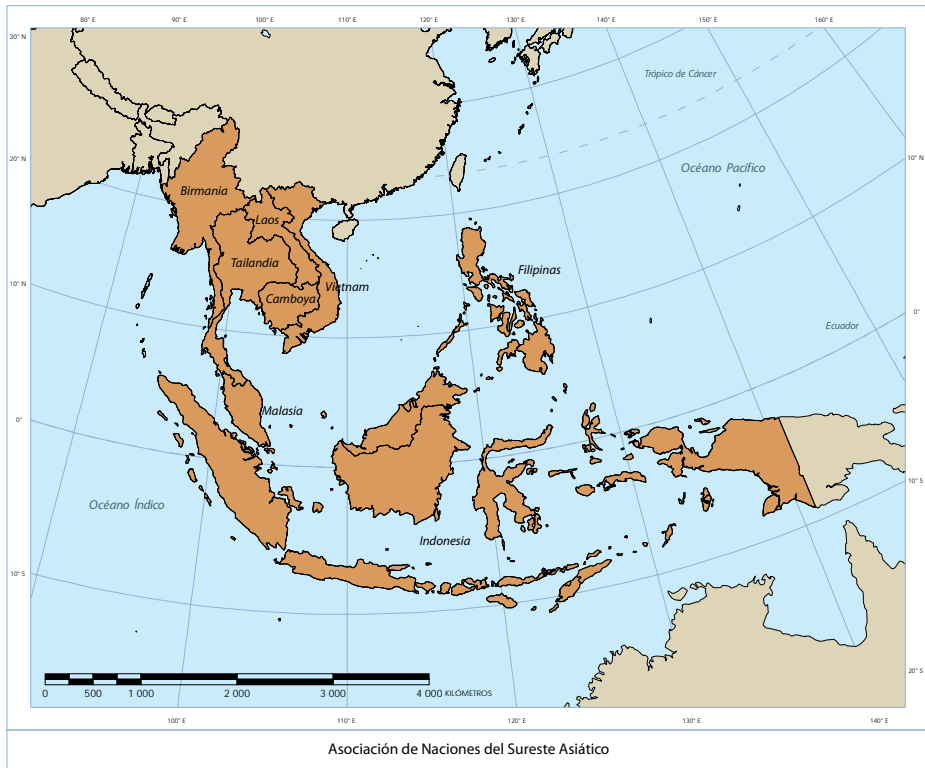 80° E 90° E 100° E 110° E 120° E 130° E 140° E 150° E 160° E
30° N
Trópico de Cáncer
20° N
10° N
Océano Pacífico
Birmania
Laos
Tailandia
Filipinas
10° N
Vietnam
Camboya
0°
Ecuador
Malasia
0°
10° S
Océano Índico
Indonesia
10° S
20° S
0 500 1 000 2 000 3 000 4 000 KILÓMETROS
100° E 110° E 120° E 130° E 140° E
Asociación de Naciones del Sureste Asiático